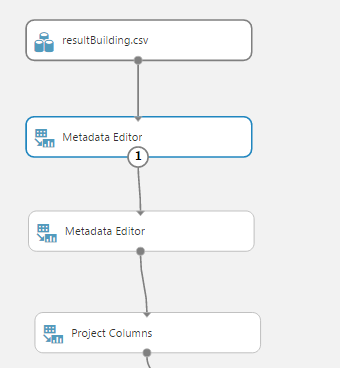 resultBuilding.csv
Metadata Editor
1
Metadata Editor
Project Columns